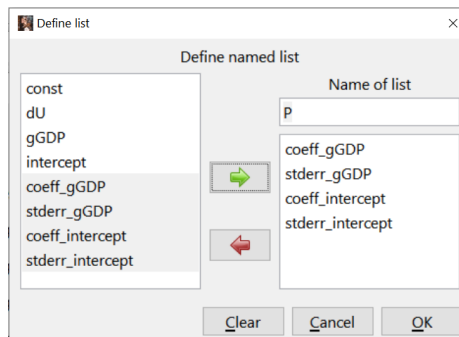 Define list
Define named list
const
dU
gGDP
intercept
coeff_gGDP
stderr_gGDP
coeff_intercept
stderr_intercept
Name of list
P
coeff_gGDP
stderr_gGDP
coeff_intercept
stderr_intercept
Clear
Cancel
OK